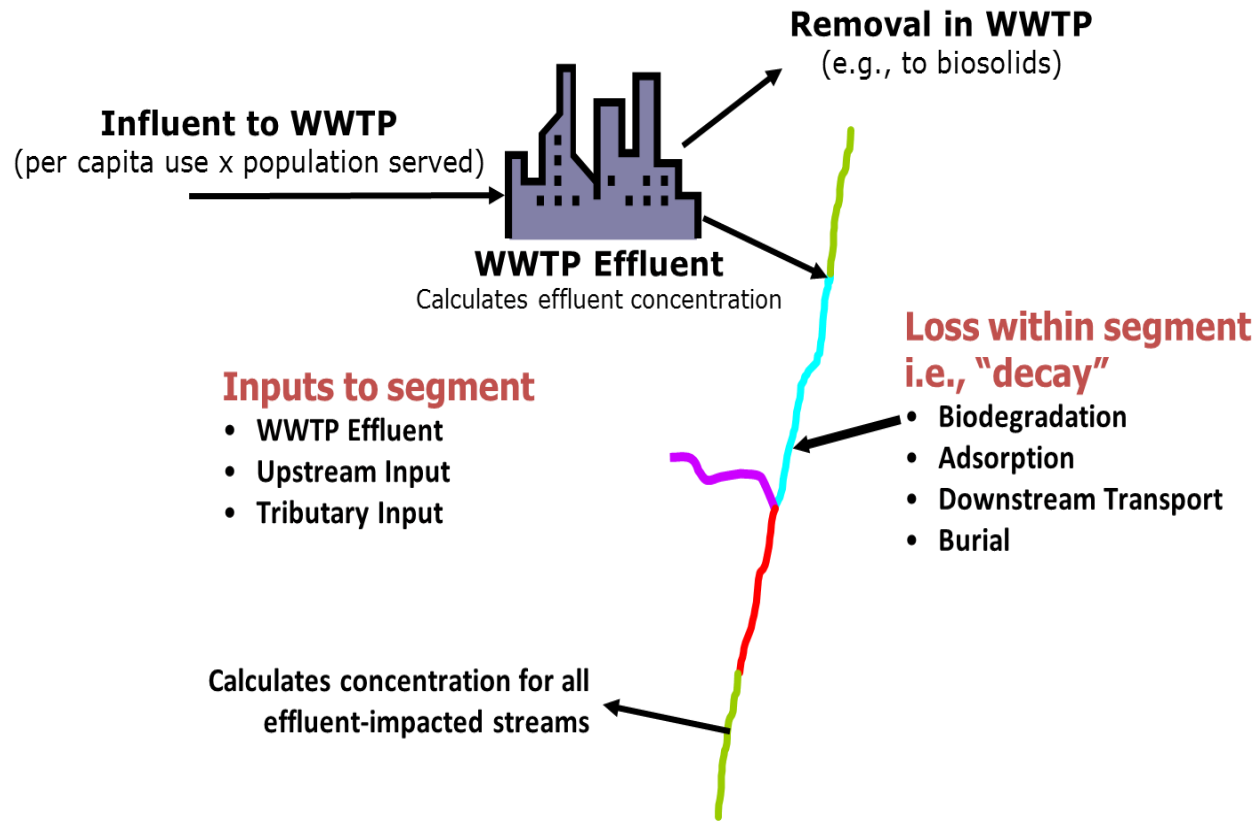 Removal in WWTP
(e.g., to biosolids)
Influent to WWTP
(per capita use x population served)
WWTP Effluent
Calculates effluent concentration
Loss within segment
i.e., “decay”
• Biodegradation
• Adsorption
• Downstream Transport
• Burial
Inputs to segment
• WWTP Effluent
• Upstream Input
• Tributary Input
Calculates concentration for all
effluent-impacted streams